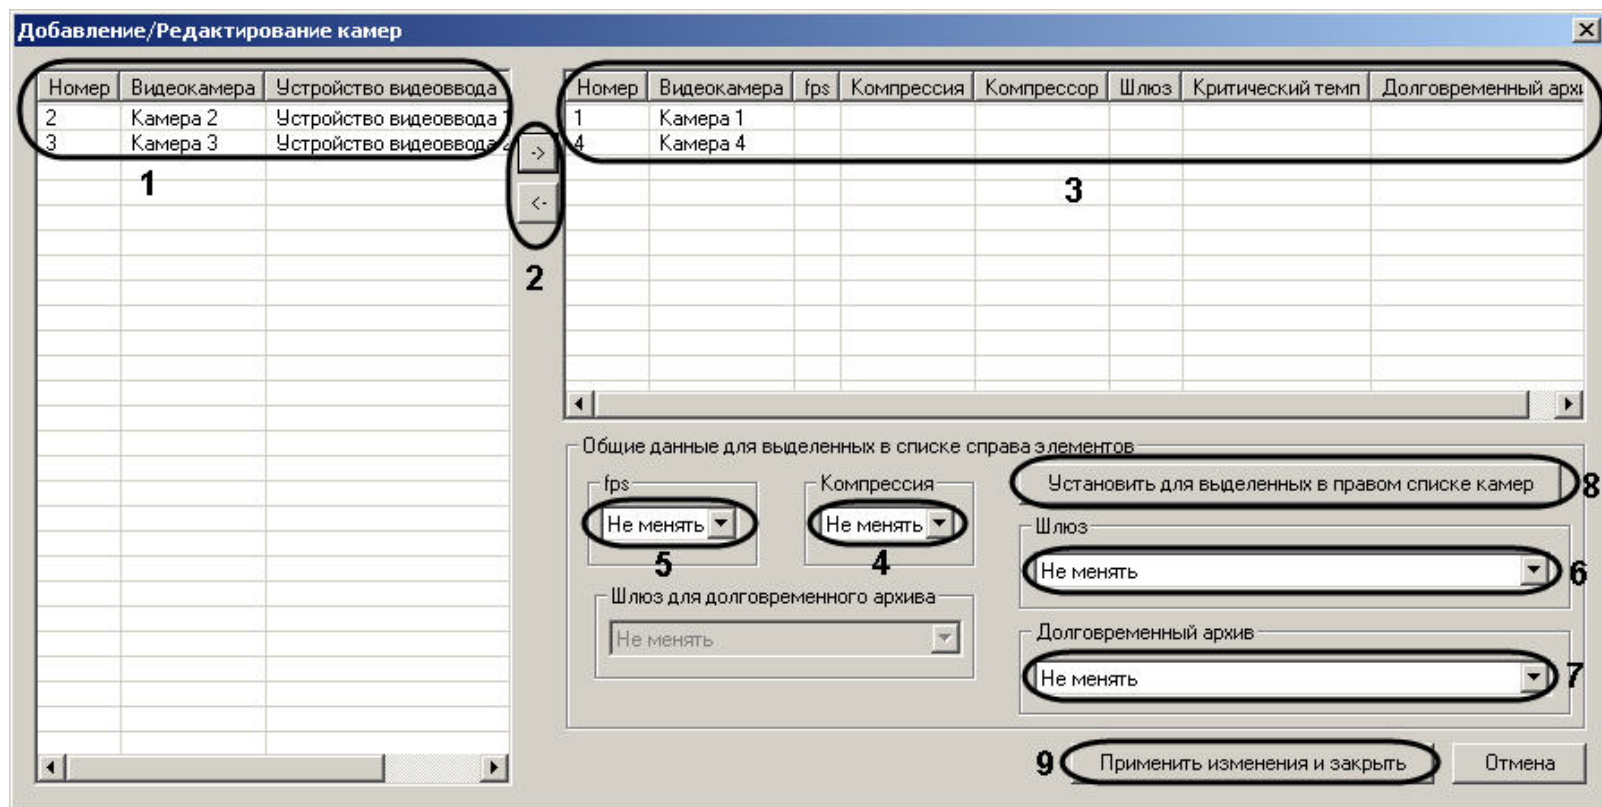 Добавление/Редактирование камер
Номер Видеокамера Устройство видеоввода
2 Камера 2 Устройство видеоввода 1
3 Камера 3 Устройство видеоввода 2
1
->
<-
2
Номер Видеокамера fps Компрессия Компрессор Шлюз Критический темп Долговременный архи
1 Камера 1
4 Камера 4
3
Общие данные для выделенных в списке справа элементов
fps Компрессия
Установить для выделенных в правом списке камер 8
Не менять Не менять
5 4
Шлюз
Не менять 6
Шлюз для долговременного архива
Не менять
Долговременный архив
Не менять 7
9 Применить изменения и закрыть Отмена